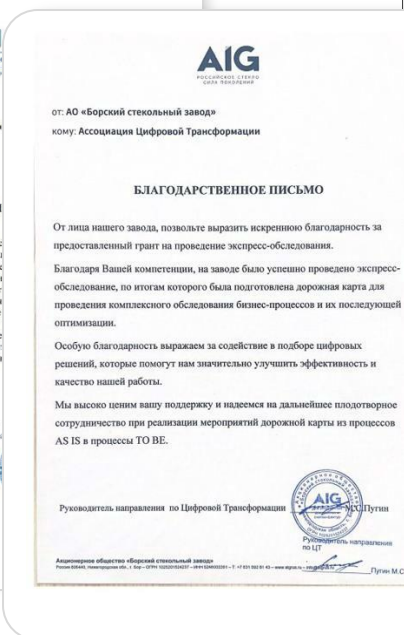 AIG
РОССИЙСКОЕ СТЕКЛО
СИЛА ПОКОЛЕНИЙ
от: АО «Борский стекольный завод»
кому: Ассоциация Цифровой Трансформации
БЛАГОДАРСТВЕННОЕ ПИСЬМО
От лица нашего завода, позвольте выразить искреннюю благодарность за
предоставленный грант на проведение экспресс-обследования.
Благодаря Вашей компетенции, на заводе было успешно проведено экспресс-
обследование, по итогам которого была подготовлена дорожная карта для
проведения комплексного обследования бизнес-процессов и их последующей
оптимизации.
Особую благодарность выражаем за содействие в подборе цифровых
решений, которые помогут нам значительно улучшить эффективность и
качество нашей работы.
Мы высоко ценим вашу поддержку и надеемся на дальнейшее плодотворное
сотрудничество при реализации мероприятий дорожной карты из процессов
AS IS в процессы TO BE.
Руководитель направления по Цифровой Трансформации
AIG
М.С.Пугин
Руководитель направления
по ЦТ
Пугин М.С
Акционерное общество «Борский стекольный завод»